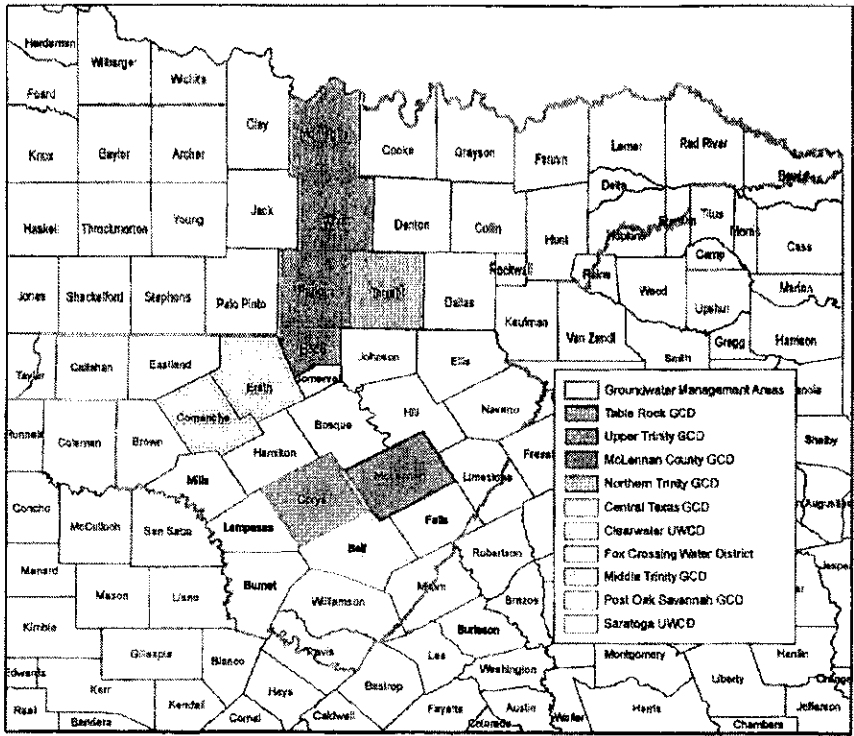 Hardeman
Wilbarger
Wichita
Foard
Clay
Cooke
Grayson
Fannin
Lamar
Red River
Knox
Baylor
Archer
Delta
Jack
Denton
Collin
Hunt
Titus
Morris
Cass
Haskell
Throckmorton
Young
Hopkins
Camp
Rockwall
Rains
Wood
Marion
Jones
Shackelford
Stephens
Palo Pinto
Parker
Tarrant
Dallas
Upshur
Kaufman
Van Zandt
Gregg
Harrison
Smith
Hood
Johnson
Ellis
Taylor
Callahan
Eastland
Erath
Somervell
Navarro
Comanche
Hill
Bosque
Runnels
Coleman
Brown
Hamilton
Shelby
Mills
McLennan
Limestone
Concho
McCulloch
San Saba
Lampasas
Falls
Bell
Robertson
Menard
Mason
Llano
Burnet
Williamson
Milam
Brazos
Kimble
Burleson
Gillespie
Blanco
Travis
Lee
Washington
Montgomery
Hardin
Liberty
Edwards
Kerr
Hays
Bastrop
Real
Bandera
Kendall
Comal
Caldwell
Fayette
Colorado
Austin
Waller
Harris
Chambers
Jefferson
Groundwater Management Areas
Table Rock GCD
Upper Trinity GCD
McLennan County GCD
Northern Trinity GCD
Central Texas GCD
Clearwater UWCD
Fox Crossing Water District
Middle Trinity GCD
Post Oak Savannah GCD
Saratoga UWCD